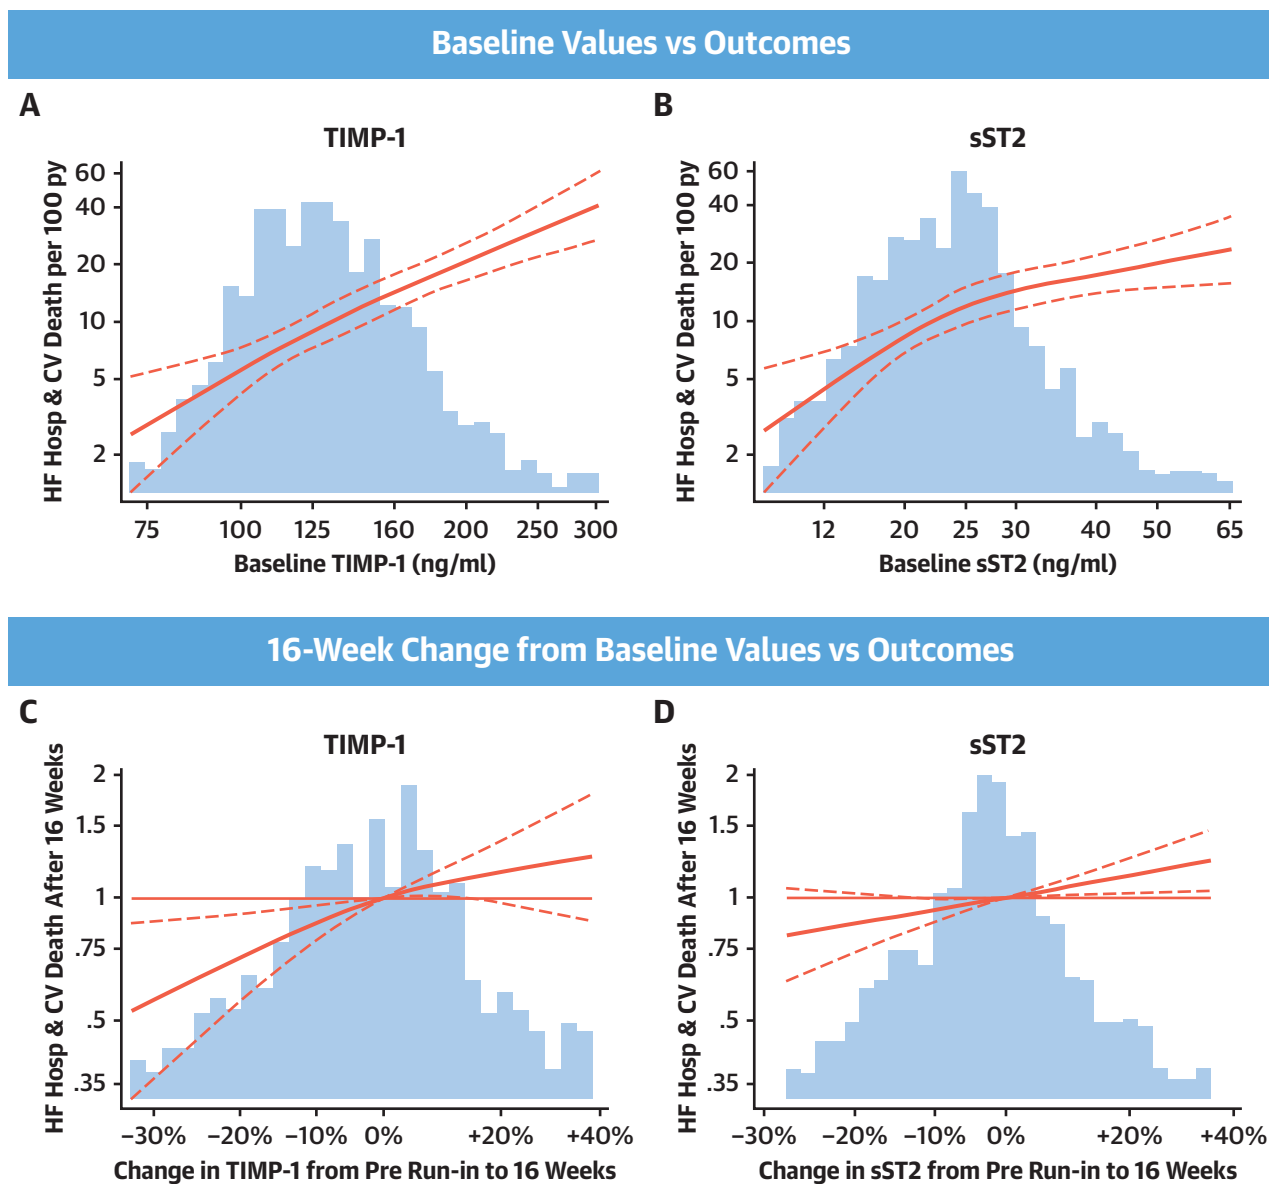 Baseline Values vs Outcomes
A
TIMP-1
HF Hosp & CV Death per 100 py
60
40
20
10
5
2
75 100 125 160 200 250 300
Baseline TIMP-1 (ng/ml)
B
sST2
HF Hosp & CV Death per 100 py
60
40
20
10
5
2
12 20 25 30 40 50 65
Baseline sST2 (ng/ml)
16-Week Change from Baseline Values vs Outcomes
C
TIMP-1
HF Hosp & CV Death After 16 Weeks
2
1.5
1
.75
.5
.35
−30% −20% −10% 0% +20% +40%
Change in TIMP-1 from Pre Run-in to 16 Weeks
D
sST2
HF Hosp & CV Death After 16 Weeks
2
1.5
1
.75
.5
.35
−30% −20% −10% 0% +20% +40%
Change in sST2 from Pre Run-in to 16 Weeks